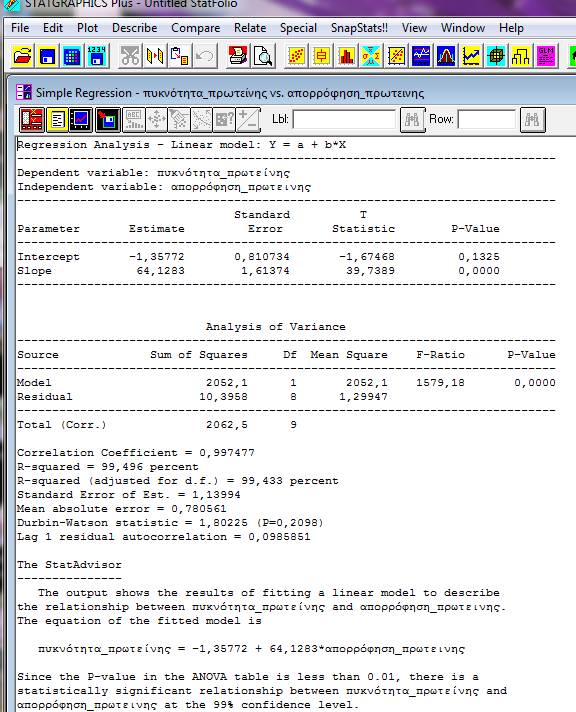 STATGRAPHICS Plus - Untitled StatFolio
File Edit Plot Describe Compare Relate Special SnapStats!! View Window Help
1234 GLM
Simple Regression - πυκνότητα_πρωτείνης vs. απορρόφηση_πρωτεινης
ABC Lbl: Row:
Regression Analysis - Linear model: Y = a + b*X
Dependent variable: πυκνότητα_πρωτείνης
Independent variable: απορρόφηση_πρωτεινης
Standard T
Parameter Estimate Error Statistic P-Value
Intercept -1,35772 0,810734 -1,67468 0,1325
Slope 64,1283 1,61374 39,7389 0,0000
Analysis of Variance
Source Sum of Squares Df Mean Square F-Ratio P-Value
Model 2052,1 1 2052,1 1579,18 0,0000
Residual 10,3958 8 1,29947
Total (Corr.) 2062,5 9
Correlation Coefficient = 0,997477
R-squared = 99,496 percent
R-squared (adjusted for d.f.) = 99,433 percent
Standard Error of Est. = 1,13994
Mean absolute error = 0,780561
Durbin-Watson statistic = 1,80225 (P=0,2098)
Lag 1 residual autocorrelation = 0,0985851
The StatAdvisor
---------------
The output shows the results of fitting a linear model to describe
the relationship between πυκνότητα_πρωτείνης and απορρόφηση_πρωτεινης.
The equation of the fitted model is
πυκνότητα_πρωτείνης = -1,35772 + 64,1283*απορρόφηση_πρωτεινης
Since the P-value in the ANOVA table is less than 0.01, there is a
statistically significant relationship between πυκνότητα_πρωτείνης and
απορρόφηση_πρωτεινης at the 99% confidence level.